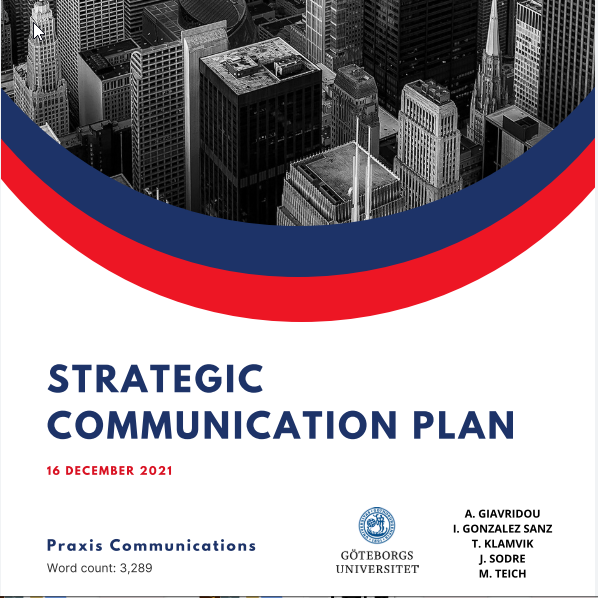 STRATEGIC
COMMUNICATION PLAN
16 DECEMBER 2021
Praxis Communications
Word count: 3,289
GÖTEBORGS
UNIVERSITET
A. GIAVRIDOU
I. GONZALEZ SANZ
T. KLAMVIK
J. SODRE
M. TEICH